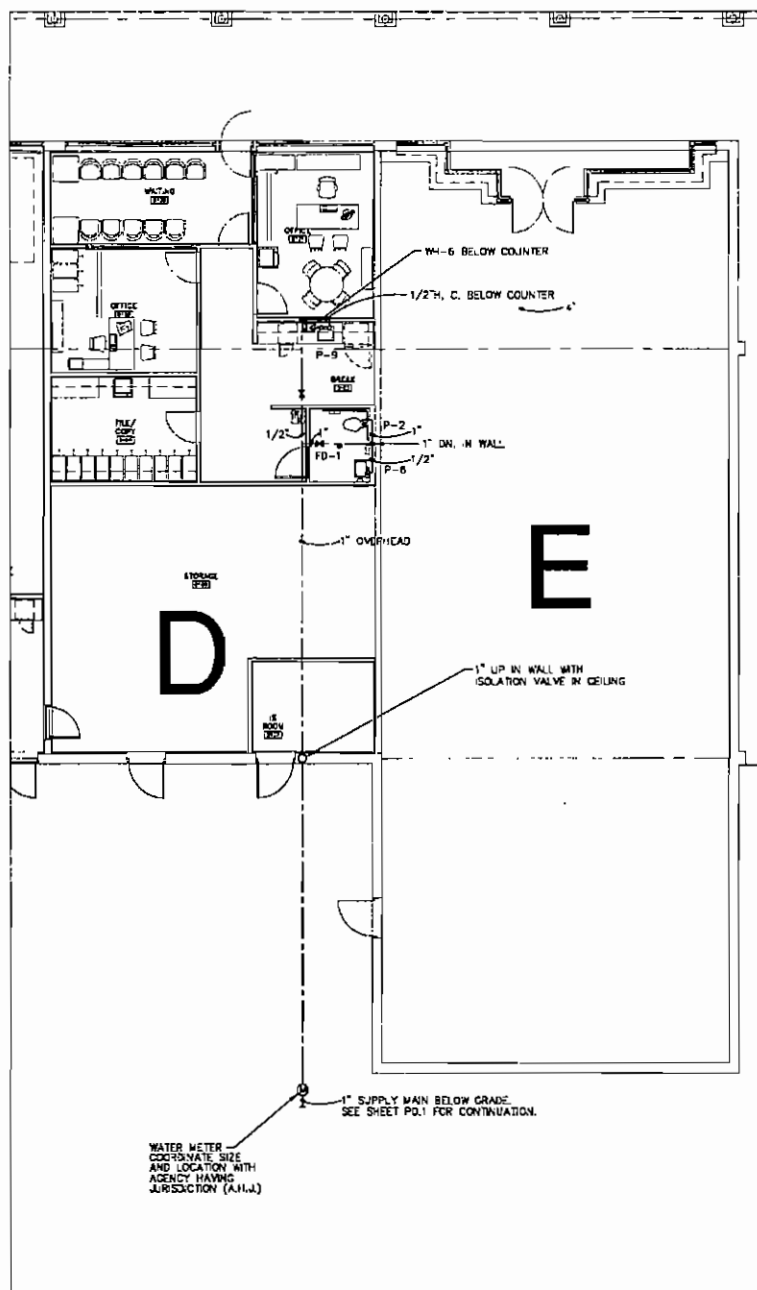 WAITING
OFFICE
WH-6 BELOW COUNTER
1/2"H, C. BELOW COUNTER
OFFICE
P-9
BREAK
FILE/
COPY
1/2"
1"
FD-1
P-2
1"
1" DN. IN WALL
1/2"
P-6
1" OVERHEAD
STORAGE
E
D
1" UP IN WALL WITH
ISOLATION VALVE IN CEILING
ROOM
1" SUPPLY MAIN BELOW GRADE.
SEE SHEET P0.1 FOR CONTINUATION.
WATER METER
COORDINATE SIZE
AND LOCATION WITH
AGENCY HAVING
JURISDICTION (A.H.J.)